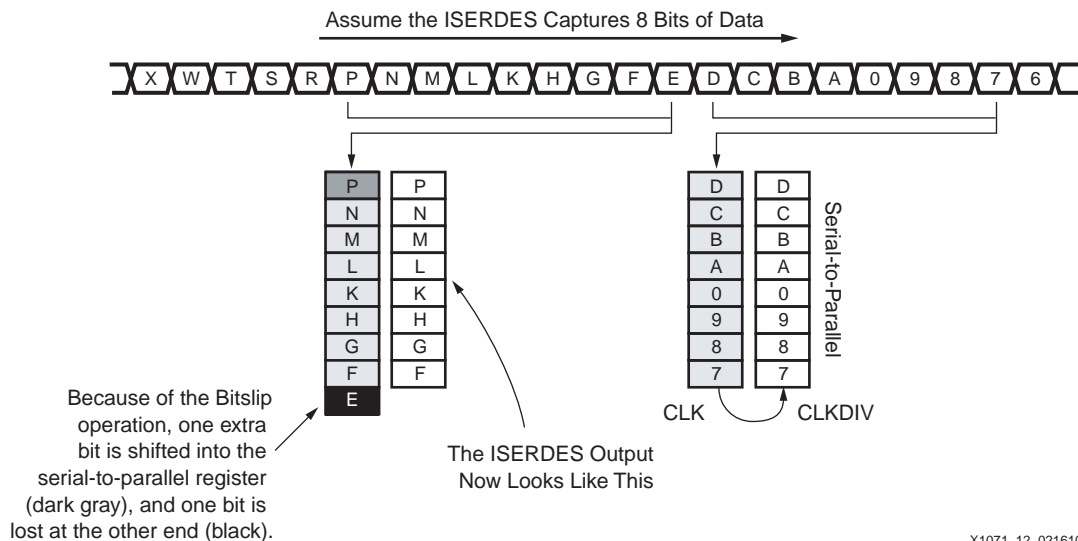 Assume the ISERDES Captures 8 Bits of Data
X W T S R P N M L K H G F E D C B A 0 9 8 7 6
P P D D
N N C C
M M B B
L L A A
K K 0 0
H H 9 9
G G 8 8
F F 7 7
E
Serial-to-Parallel
CLK CLKDIV
Because of the Bitslip
operation, one extra
bit is shifted into the
serial-to-parallel register
(dark gray), and one bit is
lost at the other end (black).
The ISERDES Output
Now Looks Like This
X1071_12_021610